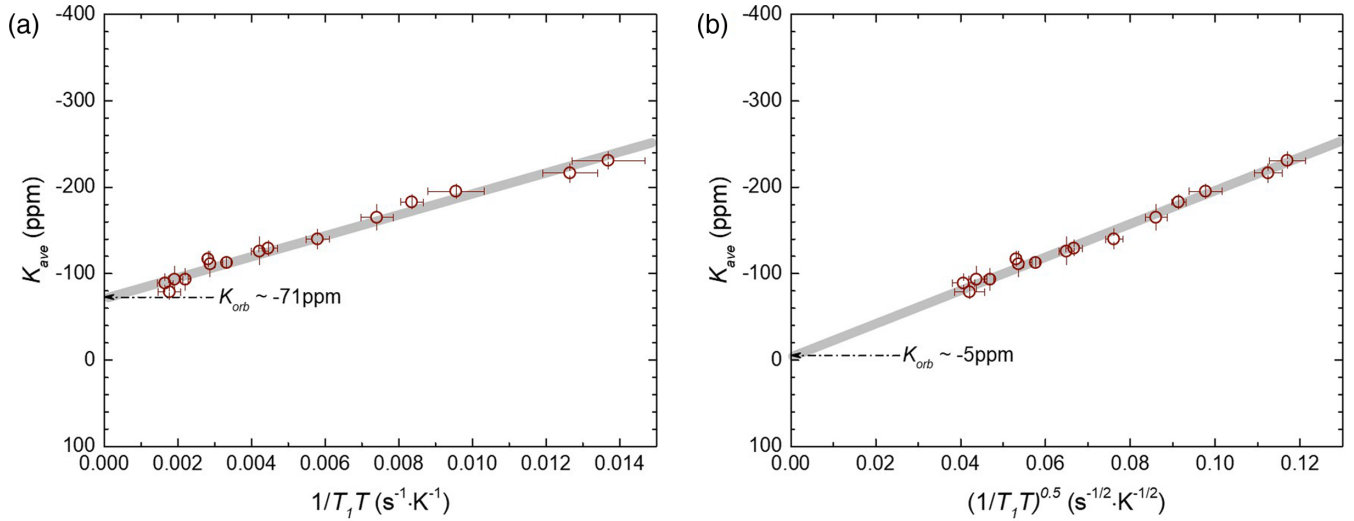 (a)
-400
-300
-200
-100
0
100
K_ave (ppm)
K_orb ~ -71ppm
0.000 0.002 0.004 0.006 0.008 0.010 0.012 0.014
1/T_1T (s^-1·K^-1)
(b)
-400
-300
-200
-100
0
100
K_ave (ppm)
K_orb ~ -5ppm
0.00 0.02 0.04 0.06 0.08 0.10 0.12
(1/T_1T)^0.5 (s^-1/2·K^-1/2)